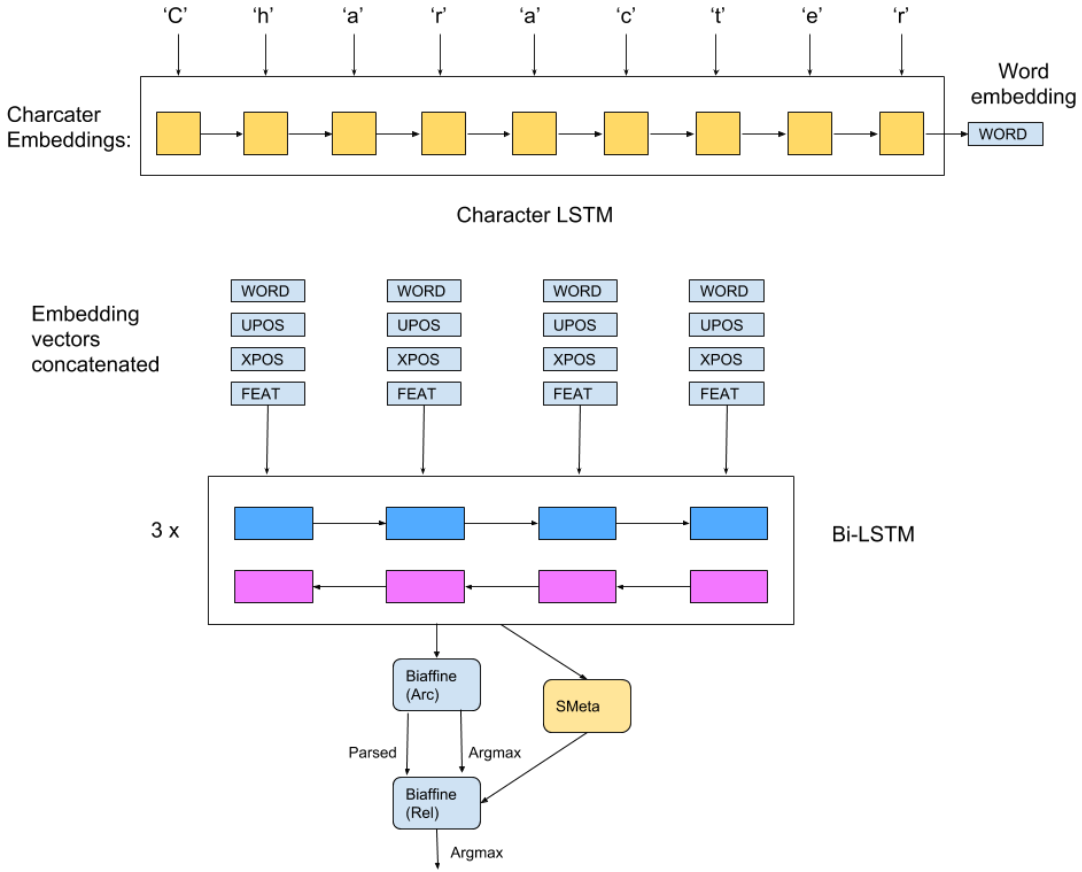 ‘C’ ‘h’ ‘a’ ‘r’ ‘a’ ‘c’ ‘t’ ‘e’ ‘r’
Charcater
Embeddings:
Word
embedding
WORD
Character LSTM
Embedding
vectors
concatenated
WORD WORD WORD WORD
UPOS UPOS UPOS UPOS
XPOS XPOS XPOS XPOS
FEAT FEAT FEAT FEAT
3 x
Bi-LSTM
Biaffine
(Arc)
SMeta
Parsed
Argmax
Biaffine
(Rel)
Argmax